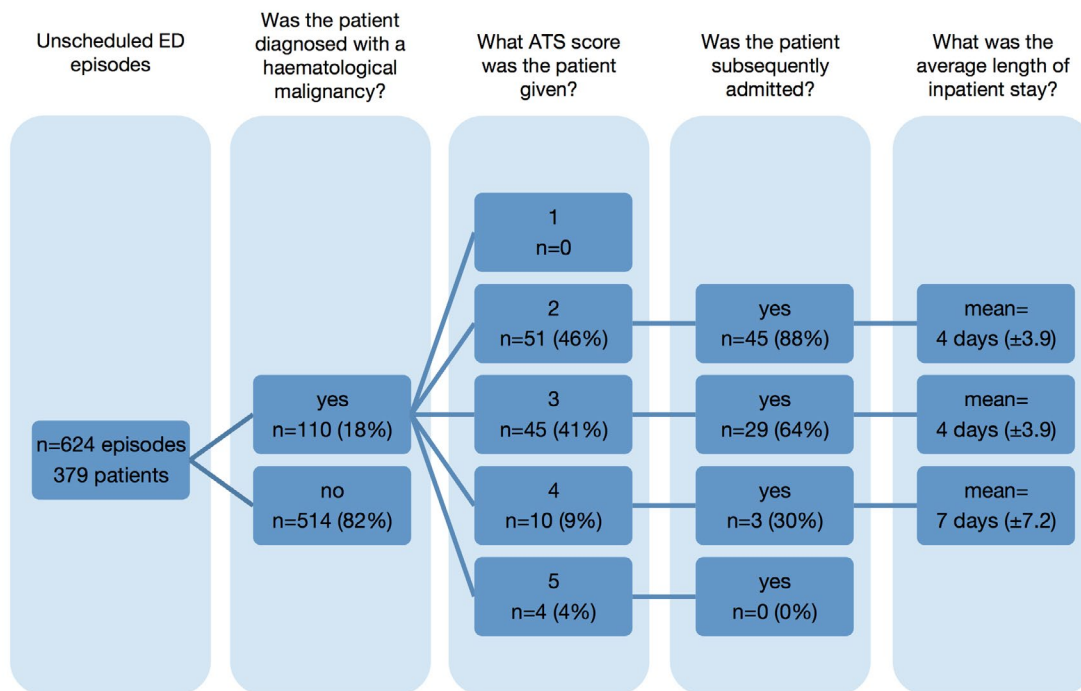 Unscheduled ED
episodes
Was the patient
diagnosed with a
haematological
malignancy?
What ATS score
was the patient
given?
Was the patient
subsequently
admitted?
What was the
average length of
inpatient stay?
n=624 episodes
379 patients
yes
n=110 (18%)
no
n=514 (82%)
1
n=0
2
n=51 (46%)
3
n=45 (41%)
4
n=10 (9%)
5
n=4 (4%)
yes
n=45 (88%)
yes
n=29 (64%)
yes
n=3 (30%)
yes
n=0 (0%)
mean=
4 days (±3.9)
mean=
4 days (±3.9)
mean=
7 days (±7.2)